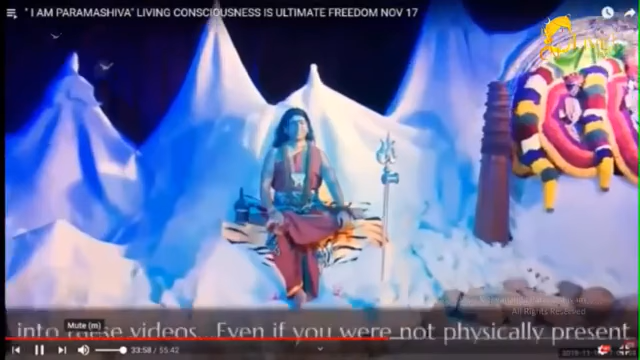 " I AM PARAMASHIVA" LIVING CONSCIOUSNESS IS ULTIMATE FREEDOM NOV 17
All Rights Reserved
Mute (m)
into these videos.. Even if you were not physically present
33:58 / 55:42